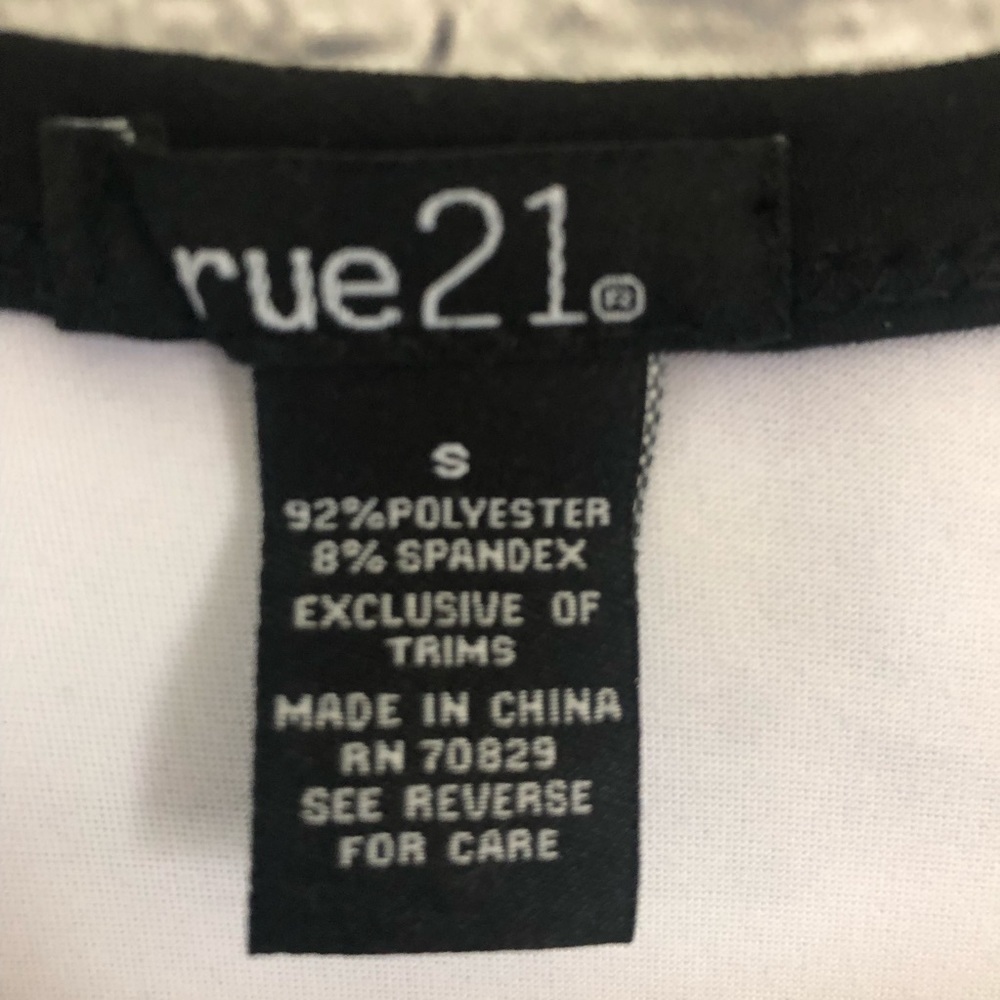 rue21®
S
92%POLYESTER
8% SPANDEX
EXCLUSIVE OF
TRIMS
MADE IN CHINA
RN 70829
SEE REVERSE
FOR CARE